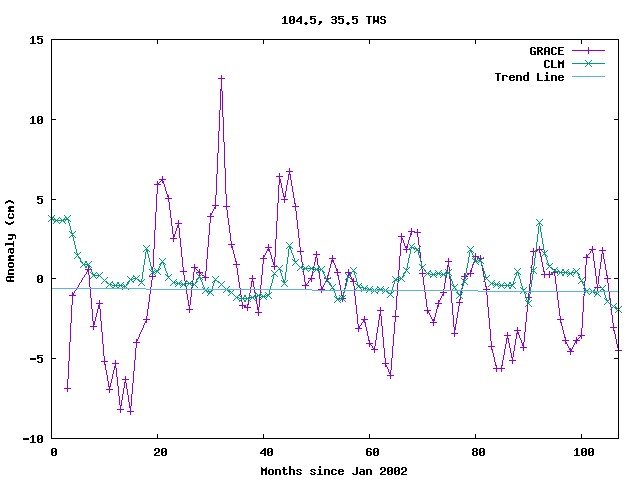 104.5, 35.5 TWS
GRACE
CLM
Trend Line
Anomaly (cm)
15
10
5
0
-5
-10
0 20 40 60 80 100
Months since Jan 2002